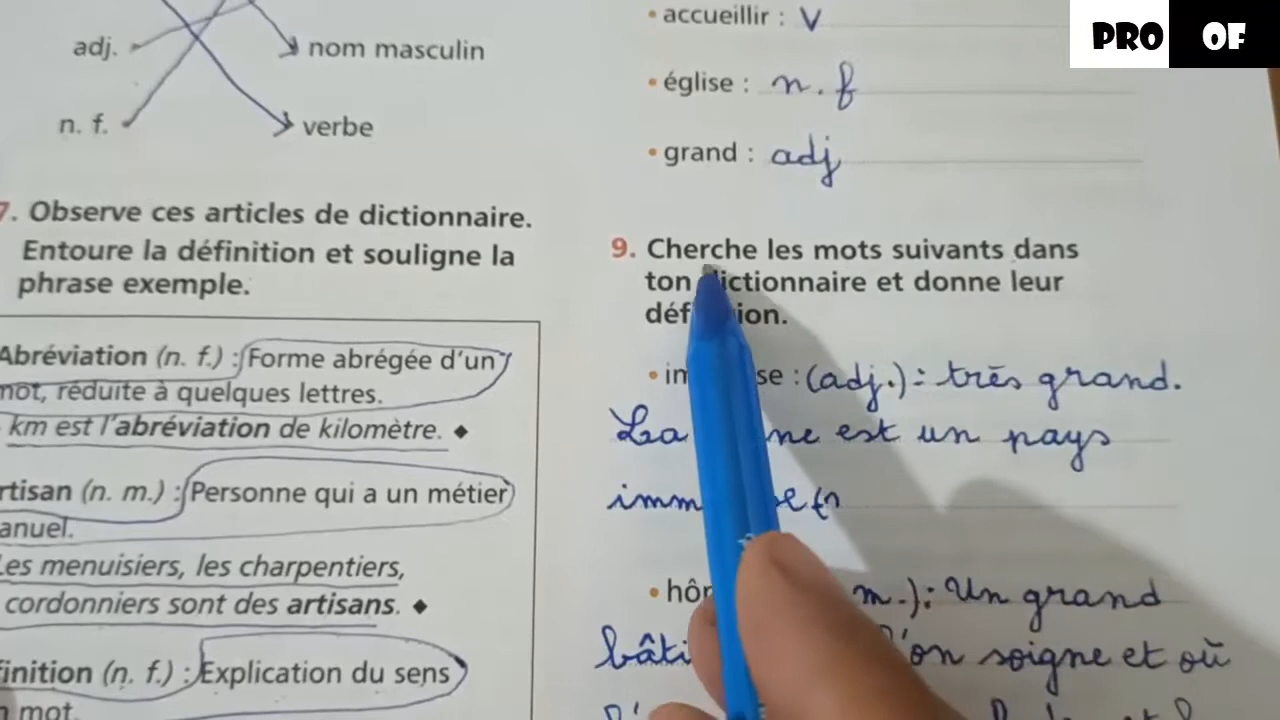 adj.
nom masculin
n. f.
verbe
7. Observe ces articles de dictionnaire.
Entoure la définition et souligne la
phrase exemple.
Abréviation (n. f.) : Forme abrégée d'un
mot, réduite à quelques lettres.
km est l'abréviation de kilomètre. ◆
rtisan (n. m.) : Personne qui a un métier
anuel.
Les menuisiers, les charpentiers,
cordonniers sont des artisans. ◆
finition (n. f.) : Explication du sens
mot.
• accueillir : v
• église : n. f
• grand : adj
PRO OF
9. Cherche les mots suivants dans
ton dictionnaire et donne leur
définition.
(adj.) : très grand.
La est un pays
• m.) : Un grand
l'on soigne et où